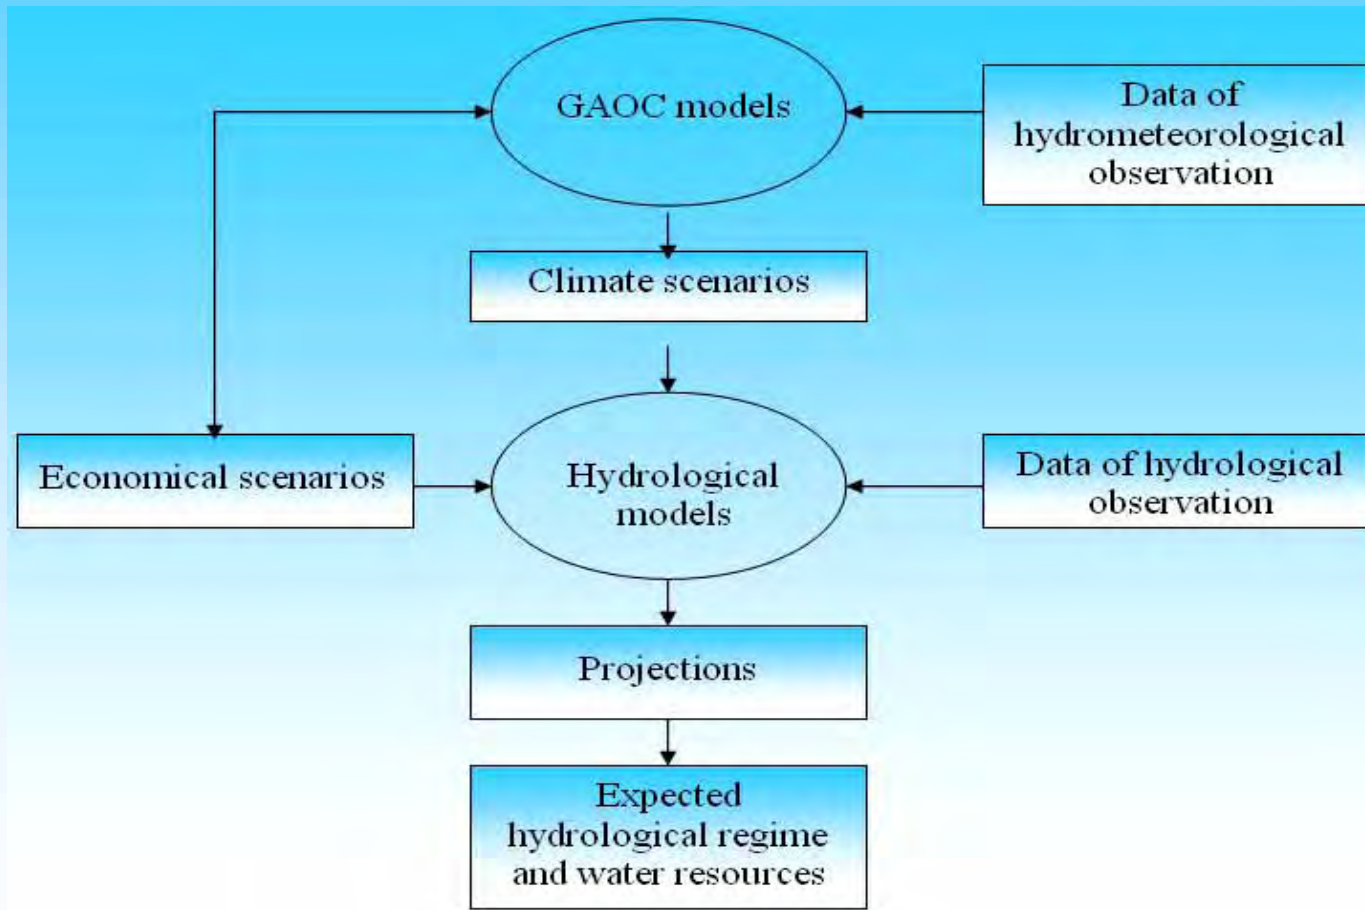 GAOC models
Data of
hydrometeorological
observation
Climate scenarios
Economical scenarios
Hydrological
models
Data of hydrological
observation
Projections
Expected
hydrological regime
and water resources